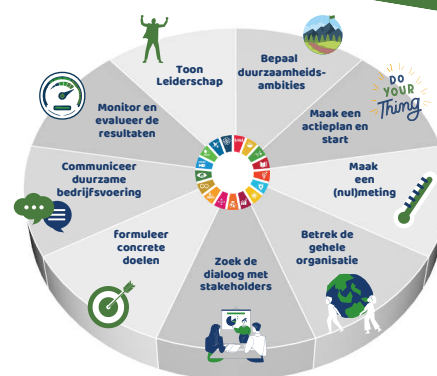 Toon
Leiderschap
Bepaal
duurzaamheids-
ambities
DO
YOUR
Thing
Maak een
actieplan en
start
Maak
een
(nul)meting
Betrek de
gehele
organisatie
Zoek de
dialoog met
stakeholders
formuleer
concrete
doelen
Communiceer
duurzame
bedrijfsvoering
Monitor en
evalueer de
resultaten